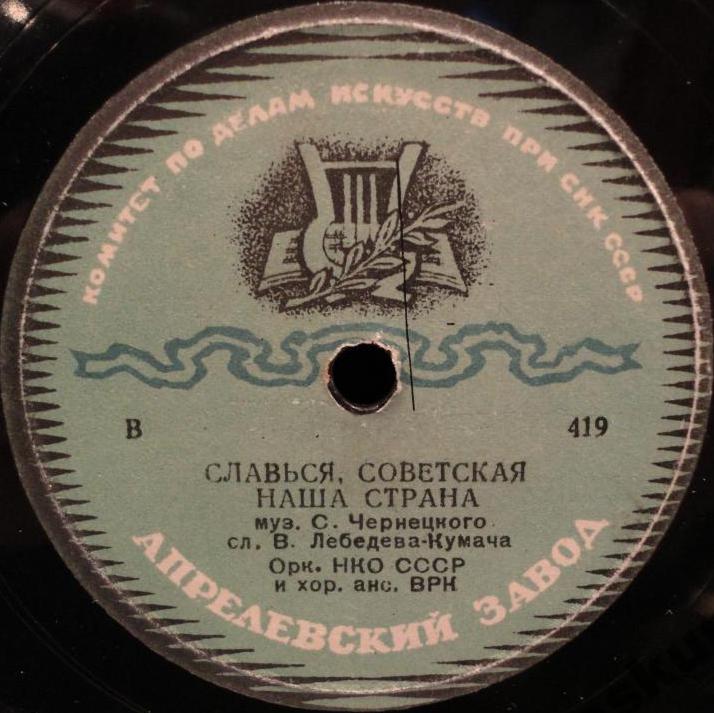 КОМИТЕТ ПО ДЕЛАМ ИСКУССТВ ПРИ СНК СССР
В 419
СЛАВЬСЯ, СОВЕТСКАЯ
НАША СТРАНА
муз. С. Чернецкого
сл. В. Лебедева-Кумача
Орк. НКО СССР
и хор. анс. ВРК
АПРЕЛЕВСКИЙ ЗАВОД